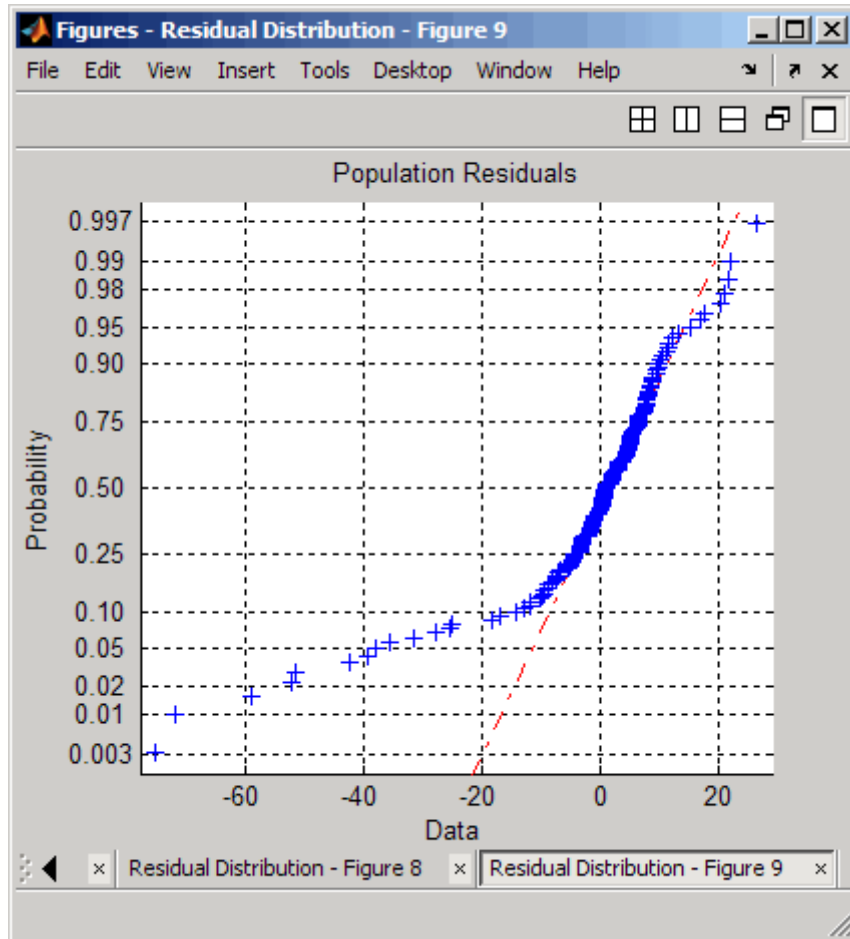 Figures - Residual Distribution - Figure 9
File Edit View Insert Tools Desktop Window Help
Population Residuals
0.997
0.99
0.98
0.95
0.90
0.75
0.50
0.25
0.10
0.05
0.02
0.01
0.003
Probability
-60 -40 -20 0 20
Data
Residual Distribution - Figure 8 Residual Distribution - Figure 9